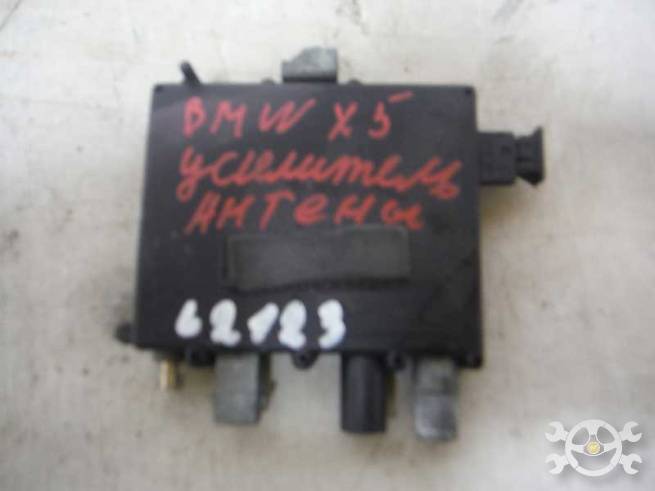 BMW X5
усилитель
Антены
62123